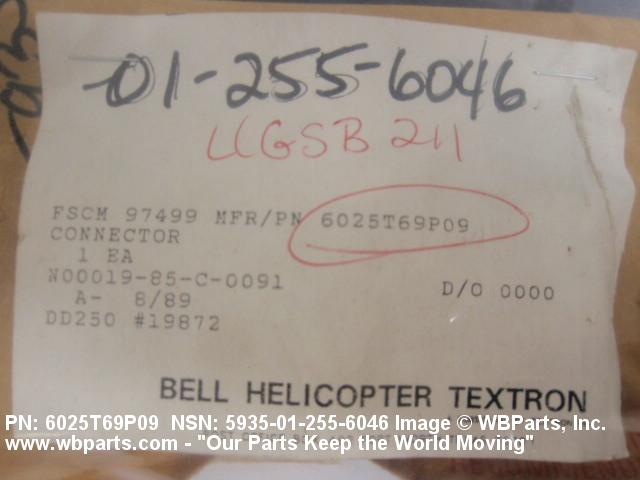 01-255-6046
UGSB 211
FSCM 97499 MFR/PN 6025T69P09
CONNECTOR
1 EA
N00019-85-C-0091
D/O 0000
A- 8/89
DD250 #19872
BELL HELICOPTER TEXTRON
PN: 6025T69P09 NSN: 5935-01-255-6046 Image © WBParts, Inc.
www.wbparts.com - "Our Parts Keep the World Moving"